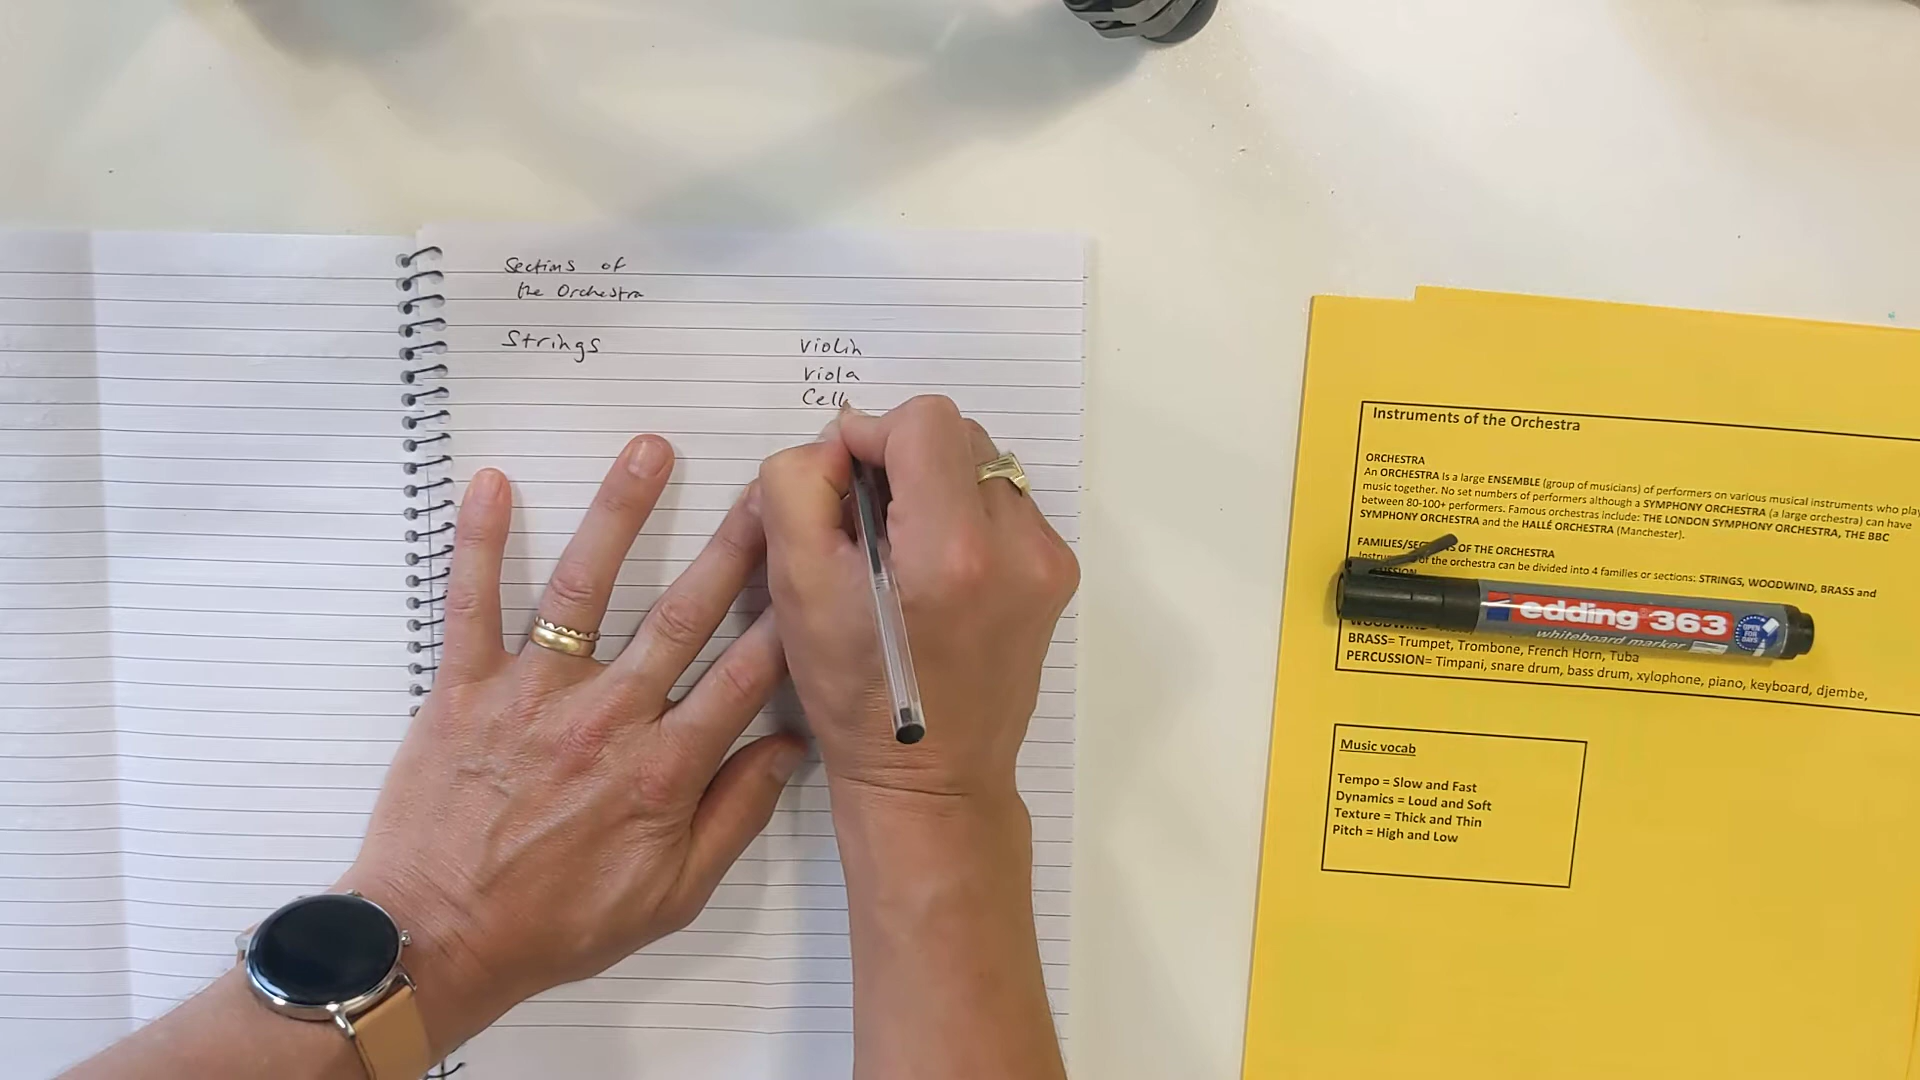 Sections of
the Orchestra
Strings
Violin
Viola
Cell
Instruments of the Orchestra
ORCHESTRA
An ORCHESTRA is a large ENSEMBLE (group of musicians) of performers on various musical instruments who play
music together. No set numbers of performers although a SYMPHONY ORCHESTRA (a large orchestra) can have
between 80-100+ performers. Famous orchestras include: THE LONDON SYMPHONY ORCHESTRA, THE BBC
SYMPHONY ORCHESTRA and the HALLÉ ORCHESTRA (Manchester).
OF THE ORCHESTRA
of the orchestra can be divided into 4 families or sections: STRINGS, WOODWIND, BRASS and
BRASS= Trumpet, Trombone, French Horn, Tuba
PERCUSSION= Timpani, snare drum, bass drum, xylophone, piano, keyboard, djembe,
edding 363
whiteboard marker
OPEN
FOR
DAYS
Music vocab
Tempo = Slow and Fast
Dynamics = Loud and Soft
Texture = Thick and Thin
Pitch = High and Low